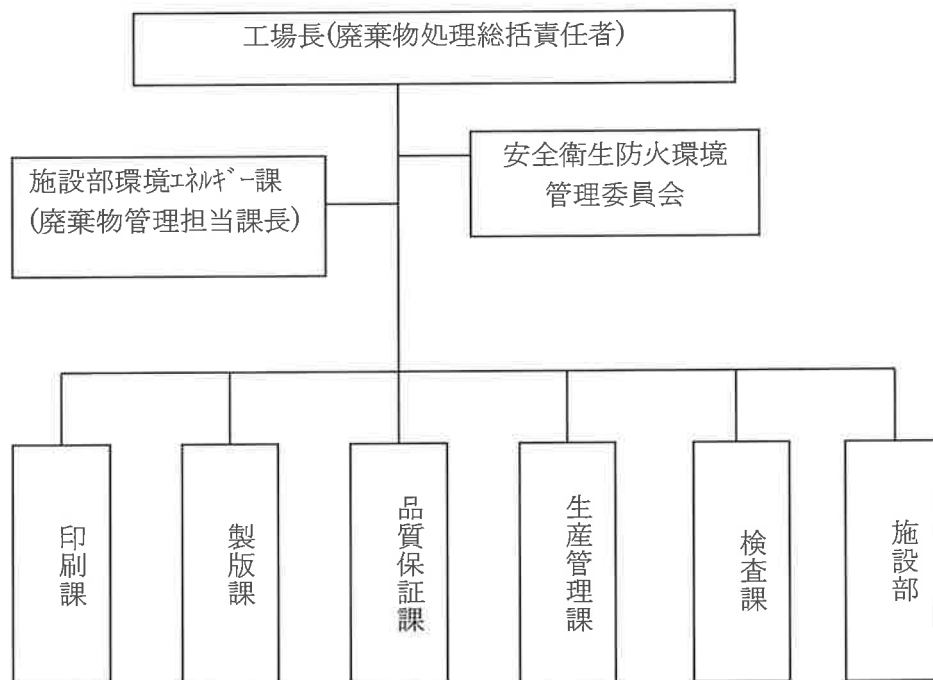 工場長(廃棄物処理総括責任者)
安全衛生防火環境
管理委員会
施設部環境ｴﾈﾙｷﾞｰ課
(廃棄物管理担当課長)
印刷課
製版課
品質保証課
生産管理課
検査課
施設部